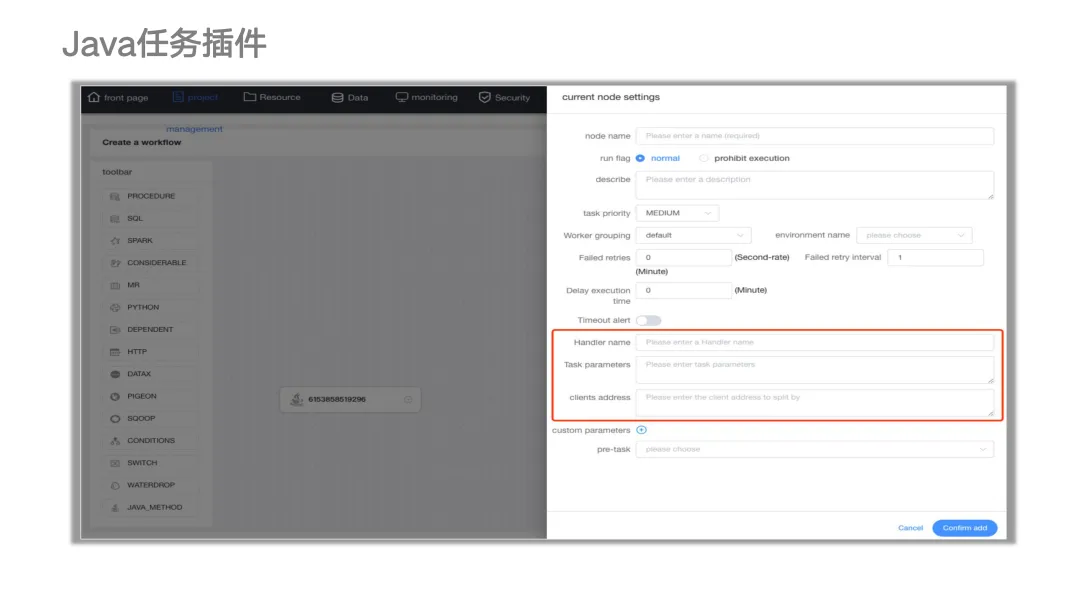 Java任务插件
front page
project
Resource
Data
monitoring
Security
management
Create a workflow
toolbar
PROCEDURE
SQL
SPARK
CONSIDERABLE
MR
PYTHON
DEPENDENT
HTTP
DATAX
PIGEON
SQOOP
CONDITIONS
SWITCH
WATERDROP
JAVA_METHOD
6153858519296
current node settings
node name Please enter a name (required)
run flag normal prohibit execution
describe Please enter a description
task priority MEDIUM
Worker grouping default environment name please choose
Failed retries 0 (Second-rate) Failed retry interval 1
(Minute)
Delay execution 0 (Minute)
time
Timeout alert
Handler name Please enter a Handler name
Task parameters Please enter task parameters
clients address Please enter the client address to split by
custom parameters
pre-task please choose
Cancel Confirm add